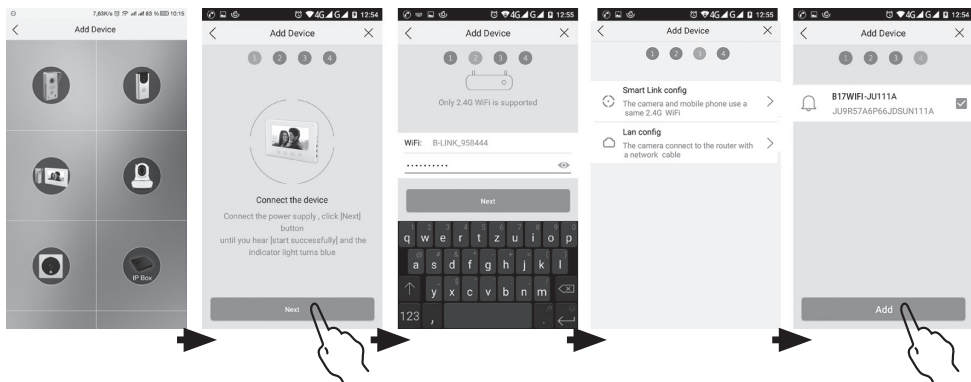 7,83K/s 83 % 10:15
Add Device
IP Box
4G G 12:54
Add Device
1 2 3 4
Connect the device
Connect the power supply , click [Next]
button
until you hear [start successfully] and the
indicator light turns blue
Next
4G G 12:55
Add Device
1 2 3 4
Only 2.4G WiFi is supported
WiFi: B-LINK_958444
••••••••••
Next
q w e r t z u i o p
a s d f g h j k l
y x c v b n m
123 ,
4G G 12:55
Add Device
1 2 3 4
Smart Link config
The camera and mobile phone use a
same 2.4G WiFi
Lan config
The camera connect to the router with
a network cable
4G G 12:54
Add Device
1 2 3 4
B17WIFI-JU111A
JU9R57A6P66JDSUN111A
Add